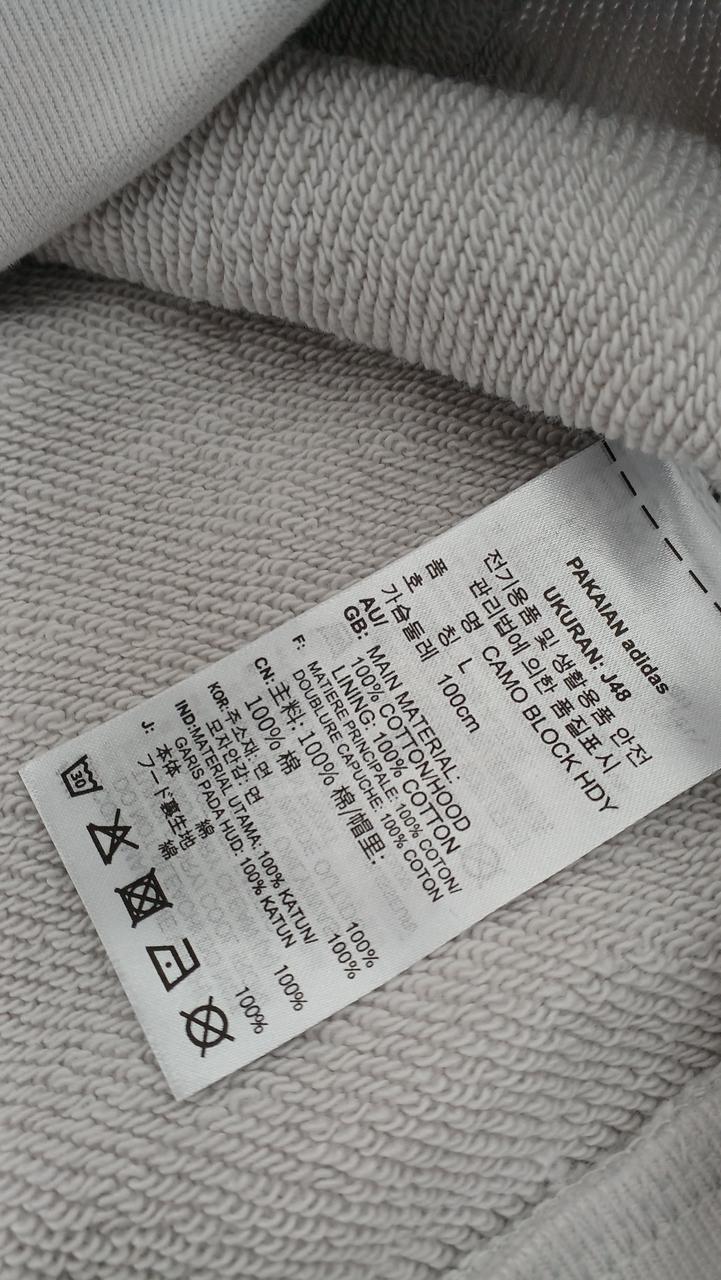 PAKAIAN adidas
UKURAN: J48
전기용품 및 생활용품 안전
관리법에 의한 품질표시
품 명 CAMO BLOCK HDY
호 칭 L
가슴둘레 100cm
AU/
GB: MAIN MATERIAL:
100% COTTON/HOOD
LINING: 100% COTTON
F: MATIERE PRINCIPALE: 100% COTON/
DOUBLURE CAPUCHE: 100% COTON
CN: 主料: 100% 棉/帽里:
100% 棉
KOR: 주소재: 면 100%
모자안감: 면 100%
IND: MATERIAL UTAMA: 100% KATUN/
GARIS PADA HUD: 100% KATUN
J: 本体 綿 100%
フード裏生地 綿 100%
30